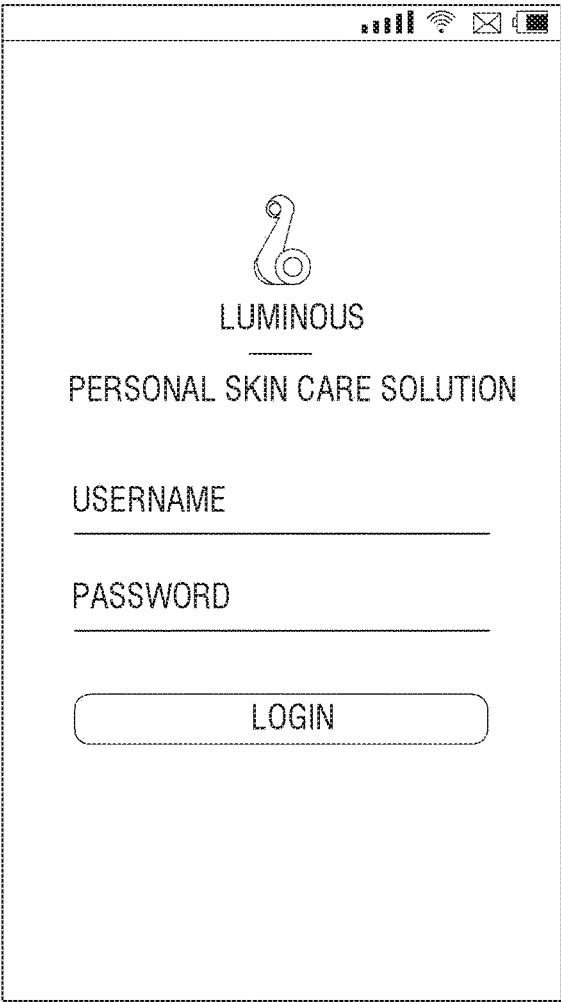 LUMINOUS
PERSONAL SKIN CARE SOLUTION
USERNAME
PASSWORD
LOGIN